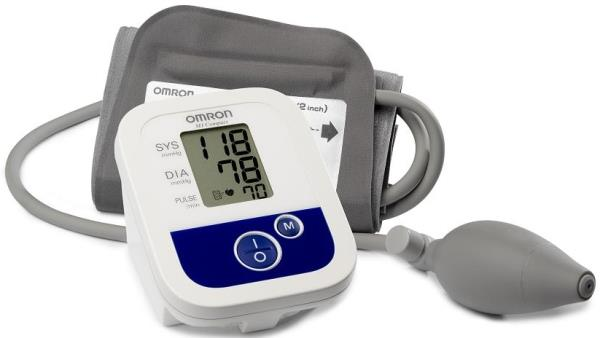 OMRON
(2 inch)
OMRON
M1 Compact
SYS
mmHg
118
DIA
mmHg
78
PULSE
/min
70
M
I
O